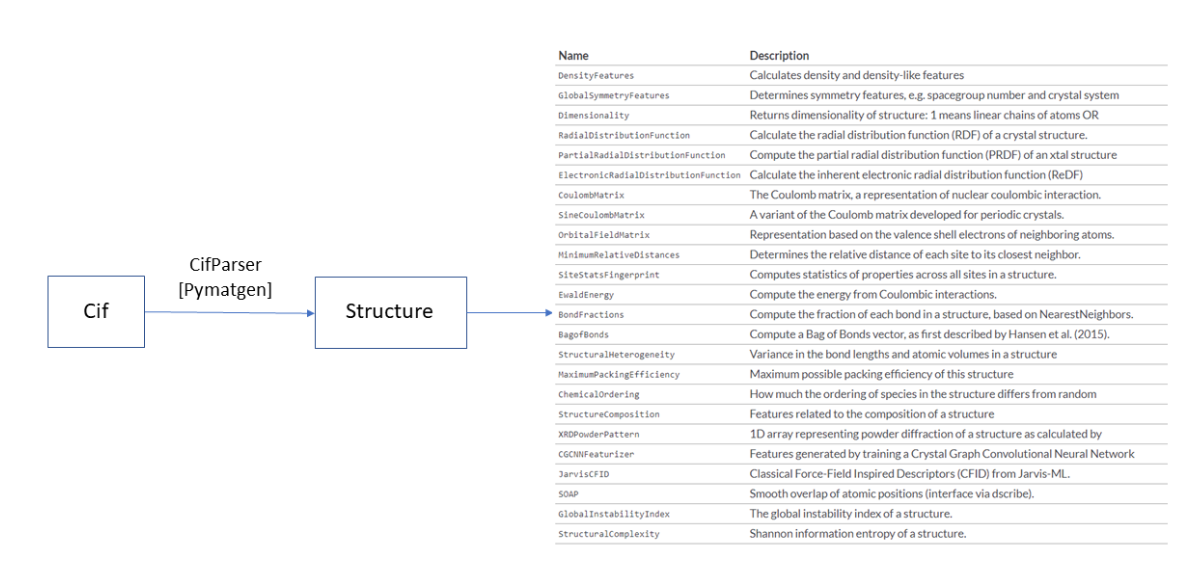 Name Description
DensityFeatures Calculates density and density-like features
GlobalSymmetryFeatures Determines symmetry features, e.g. spacegroup number and crystal system
Dimensionality Returns dimensionality of structure: 1 means linear chains of atoms OR
RadialDistributionFunction Calculate the radial distribution function (RDF) of a crystal structure.
PartialRadialDistributionFunction Compute the partial radial distribution function (PRDF) of an xtal structure
ElectronicRadialDistributionFunction Calculate the inherent electronic radial distribution function (ReDF)
CoulombMatrix The Coulomb matrix, a representation of nuclear coulombic interaction.
SineCoulombMatrix A variant of the Coulomb matrix developed for periodic crystals.
OrbitalFieldMatrix Representation based on the valence shell electrons of neighboring atoms.
MinimumRelativeDistances Determines the relative distance of each site to its closest neighbor.
SiteStatsFingerprint Computes statistics of properties across all sites in a structure.
EwaldEnergy Compute the energy from Coulombic interactions.
BondFractions Compute the fraction of each bond in a structure, based on NearestNeighbors.
BagofBonds Compute a Bag of Bonds vector, as first described by Hansen et al. (2015).
StructuralHeterogeneity Variance in the bond lengths and atomic volumes in a structure
MaximumPackingEfficiency Maximum possible packing efficiency of this structure
ChemicalOrdering How much the ordering of species in the structure differs from random
StructureComposition Features related to the composition of a structure
XRDPowderPattern 1D array representing powder diffraction of a structure as calculated by
CGCNNFeaturizer Features generated by training a Crystal Graph Convolutional Neural Network
JarvisCFID Classical Force-Field Inspired Descriptors (CFID) from Jarvis-ML.
SOAP Smooth overlap of atomic positions (interface via dscribe).
GlobalInstabilityIndex The global instability index of a structure.
StructuralComplexity Shannon information entropy of a structure.
CifParser
[Pymatgen]
Cif
Structure